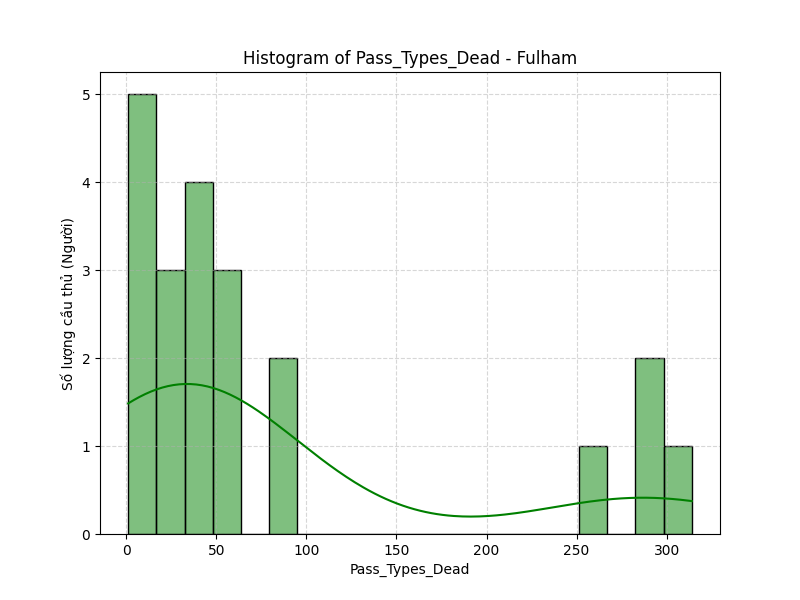 Histogram of Pass_Types_Dead - Fulham
Số lượng cầu thủ (Người)
5
4
3
2
1
0
0 50 100 150 200 250 300
Pass_Types_Dead